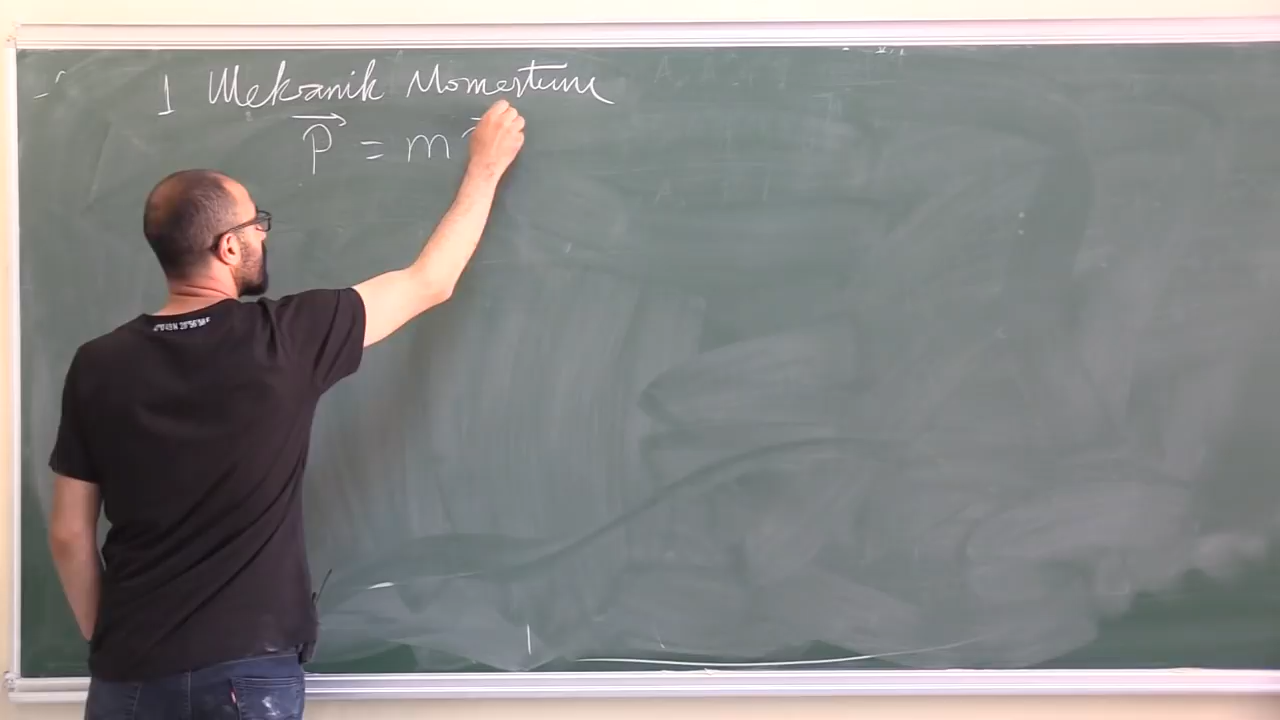 1 Mekanik Momentum
P⃗ = m